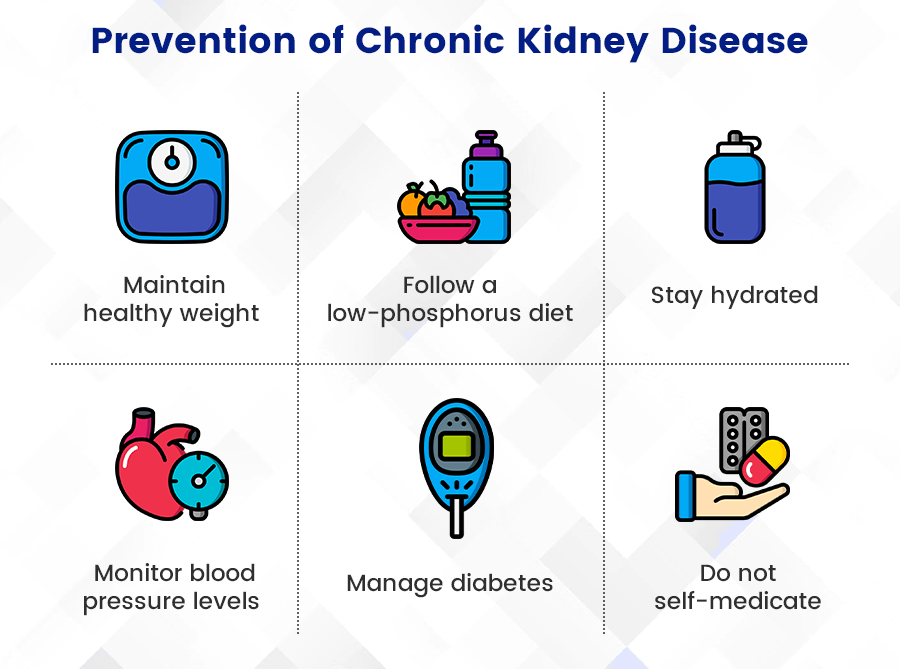 Prevention of Chronic Kidney Disease
Maintain
healthy weight
Follow a
low-phosphorus diet
Stay hydrated
Monitor blood
pressure levels
Manage diabetes
Do not
self-medicate